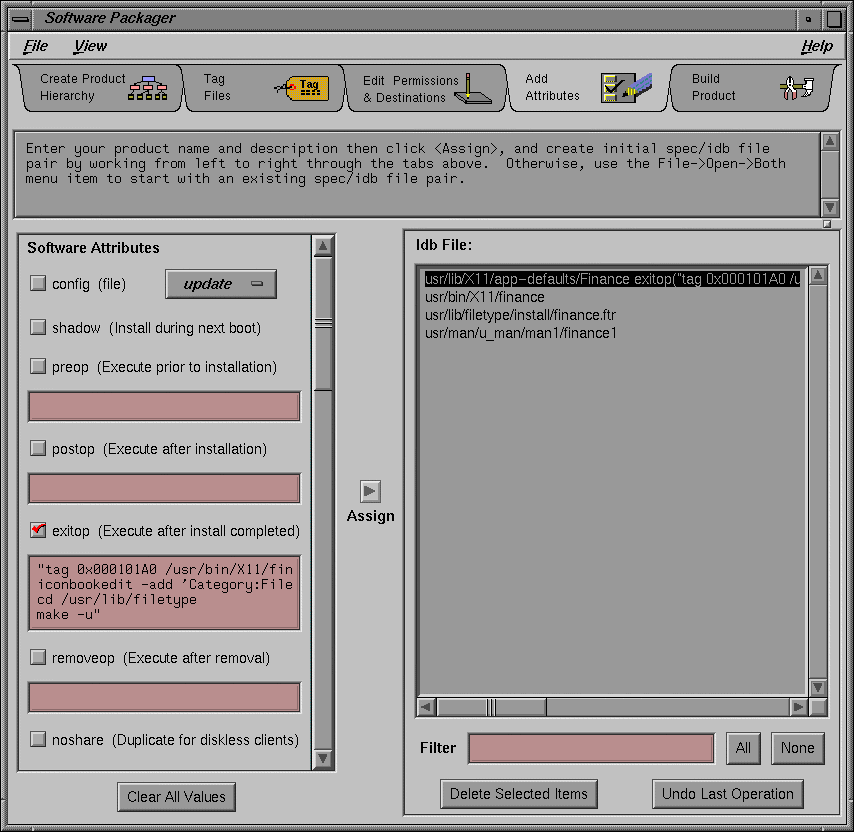 Software Packager
File View Help
Create Product
Hierarchy
Tag
Files
Tag
Edit Permissions
& Destinations
Add
Attributes
Build
Product
Enter your product name and description then click <Assign>, and create initial spec/idb file
pair by working from left to right through the tabs above.  Otherwise, use the File->Open->Both
menu item to start with an existing spec/idb file pair.
Software Attributes
config (file) update
shadow (Install during next boot)
preop (Execute prior to installation)
postop (Execute after installation)
exitop (Execute after install completed)
"tag 0x000101A0 /usr/bin/X11/fin
iconbookedit -add 'Category:File
cd /usr/lib/filetype
make -u"
removeop (Execute after removal)
noshare (Duplicate for diskless clients)
Clear All Values
Assign
Idb File:
usr/lib/X11/app-defaults/Finance exitop("tag 0x000101A0 /u
usr/bin/X11/finance
usr/lib/filetype/install/finance.ftr
usr/man/u_man/man1/finance1
Filter All None
Delete Selected Items Undo Last Operation